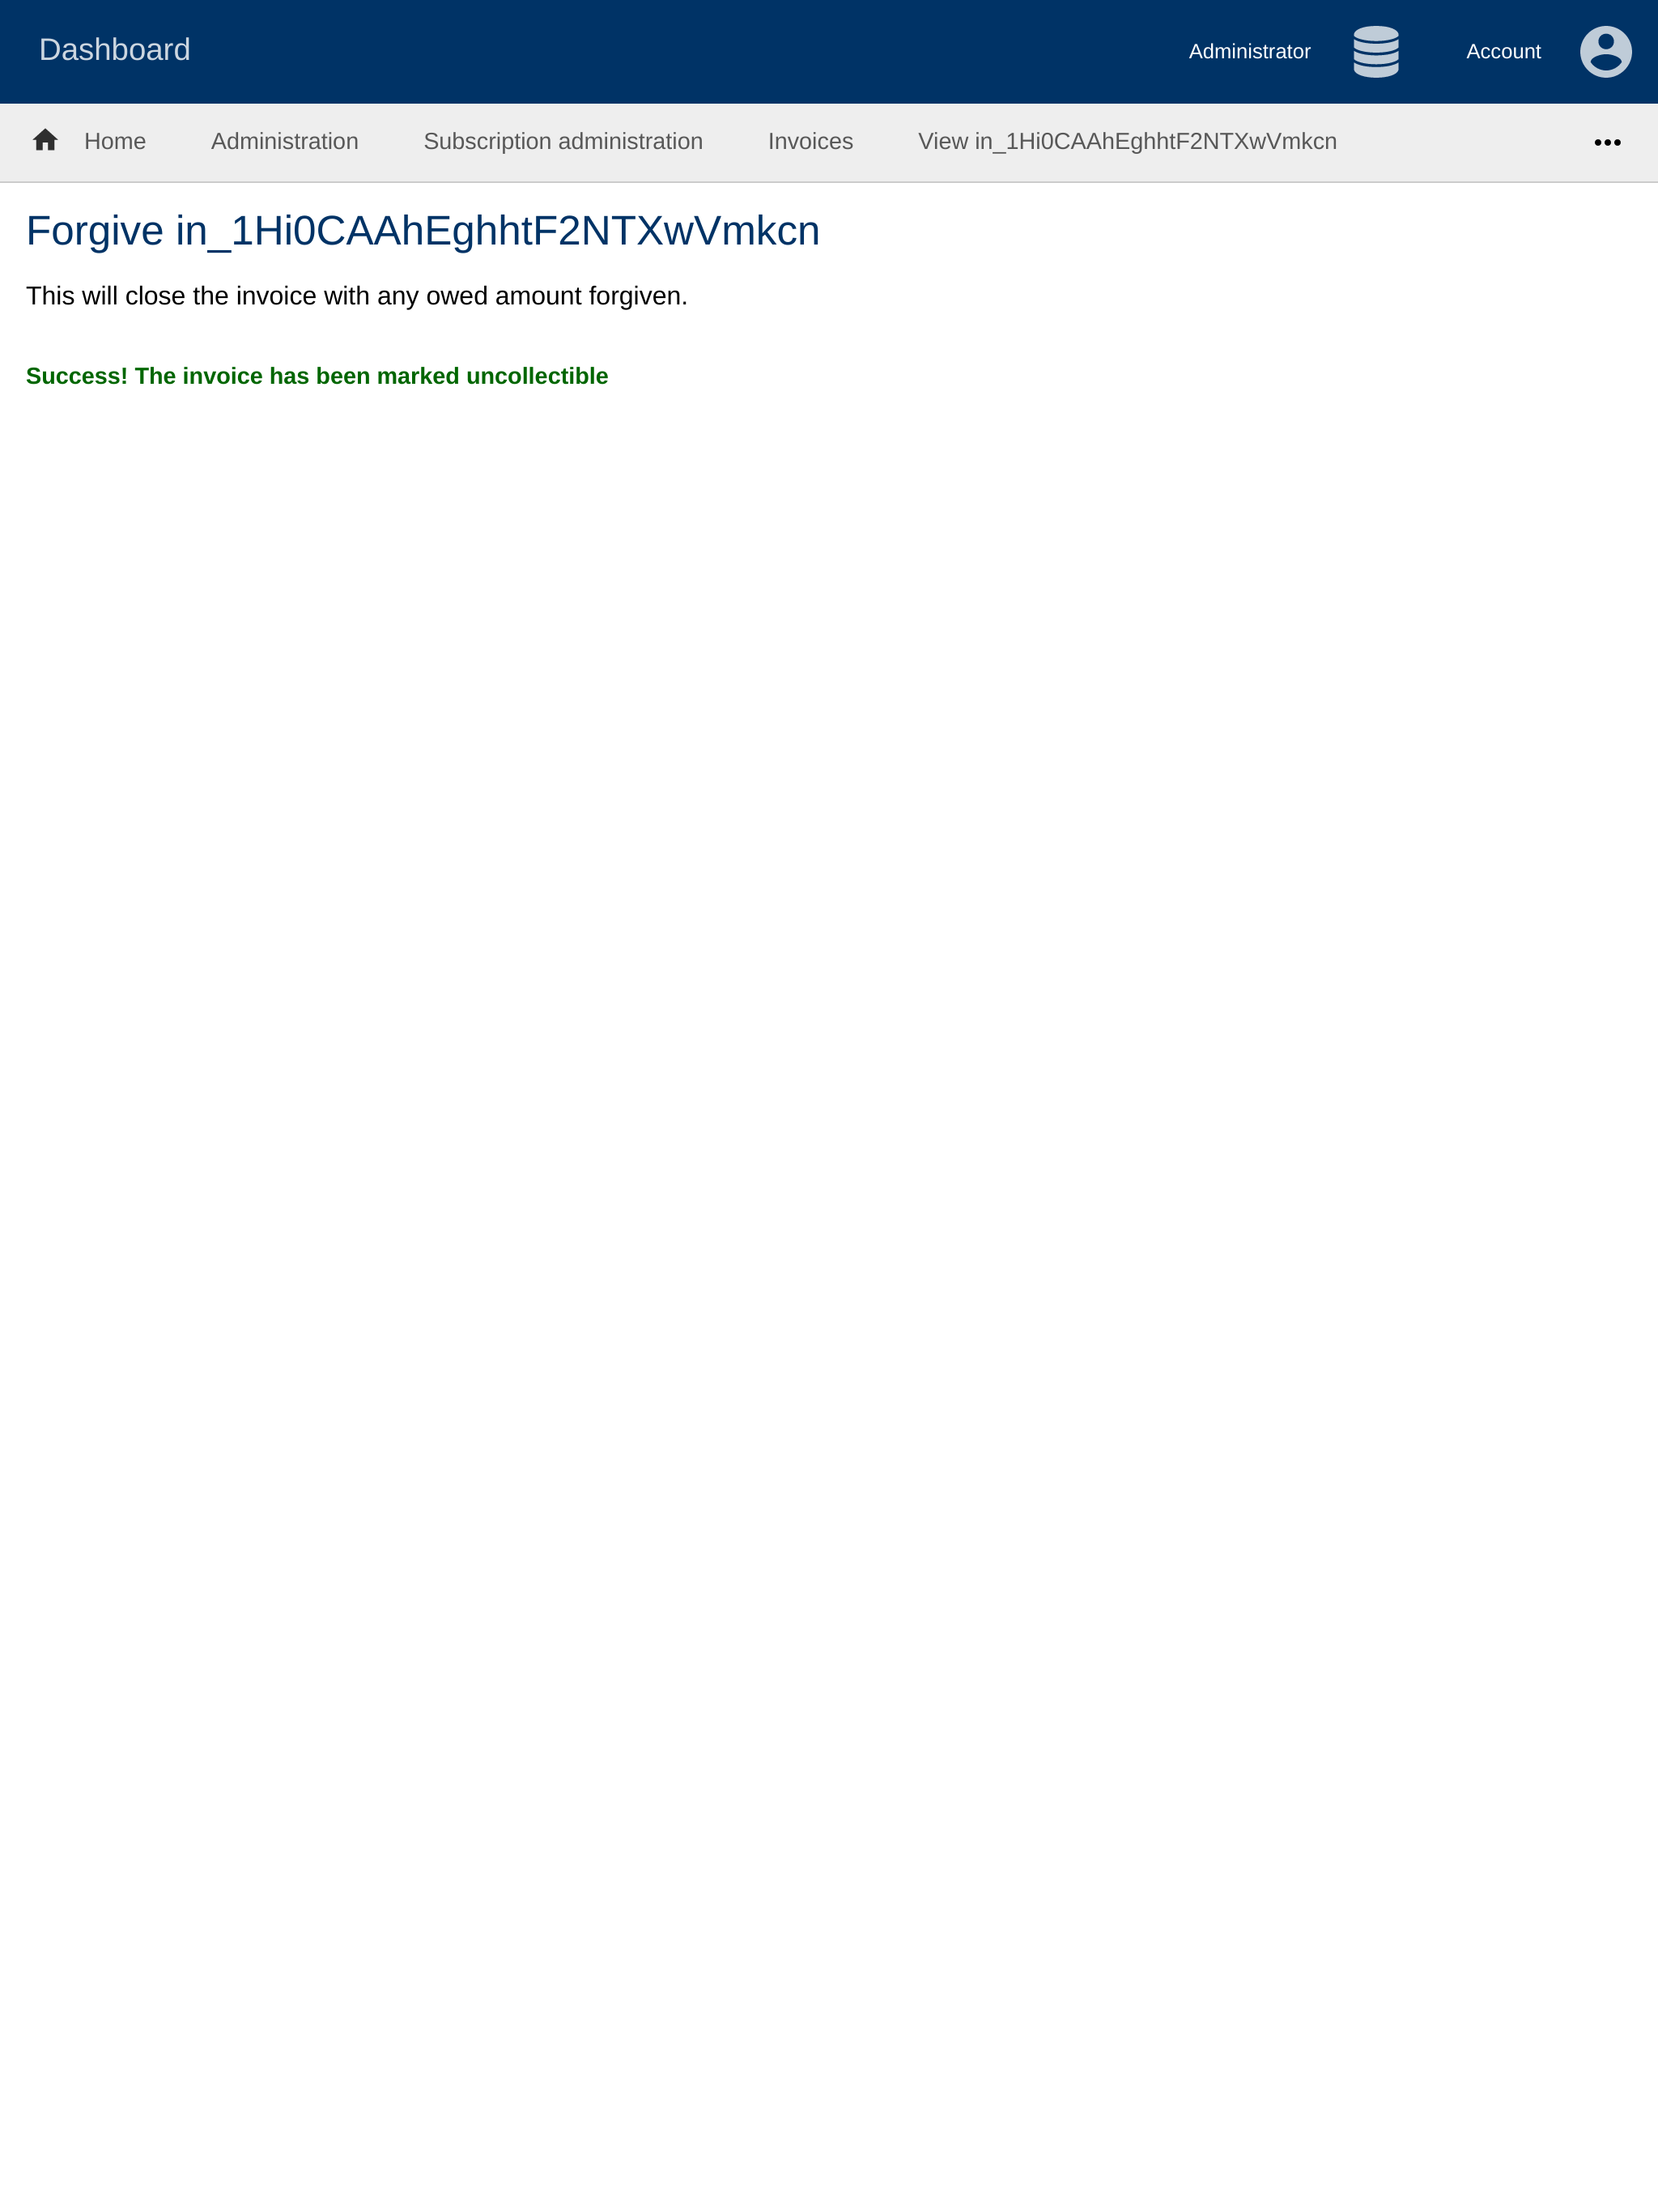 Dashboard
Administrator
Account
Home
Administration
Subscription administration
Invoices
View in_1Hi0CAAhEghhtF2NTXwVmkcn
Forgive in_1Hi0CAAhEghhtF2NTXwVmkcn
This will close the invoice with any owed amount forgiven.
Success! The invoice has been marked uncollectible